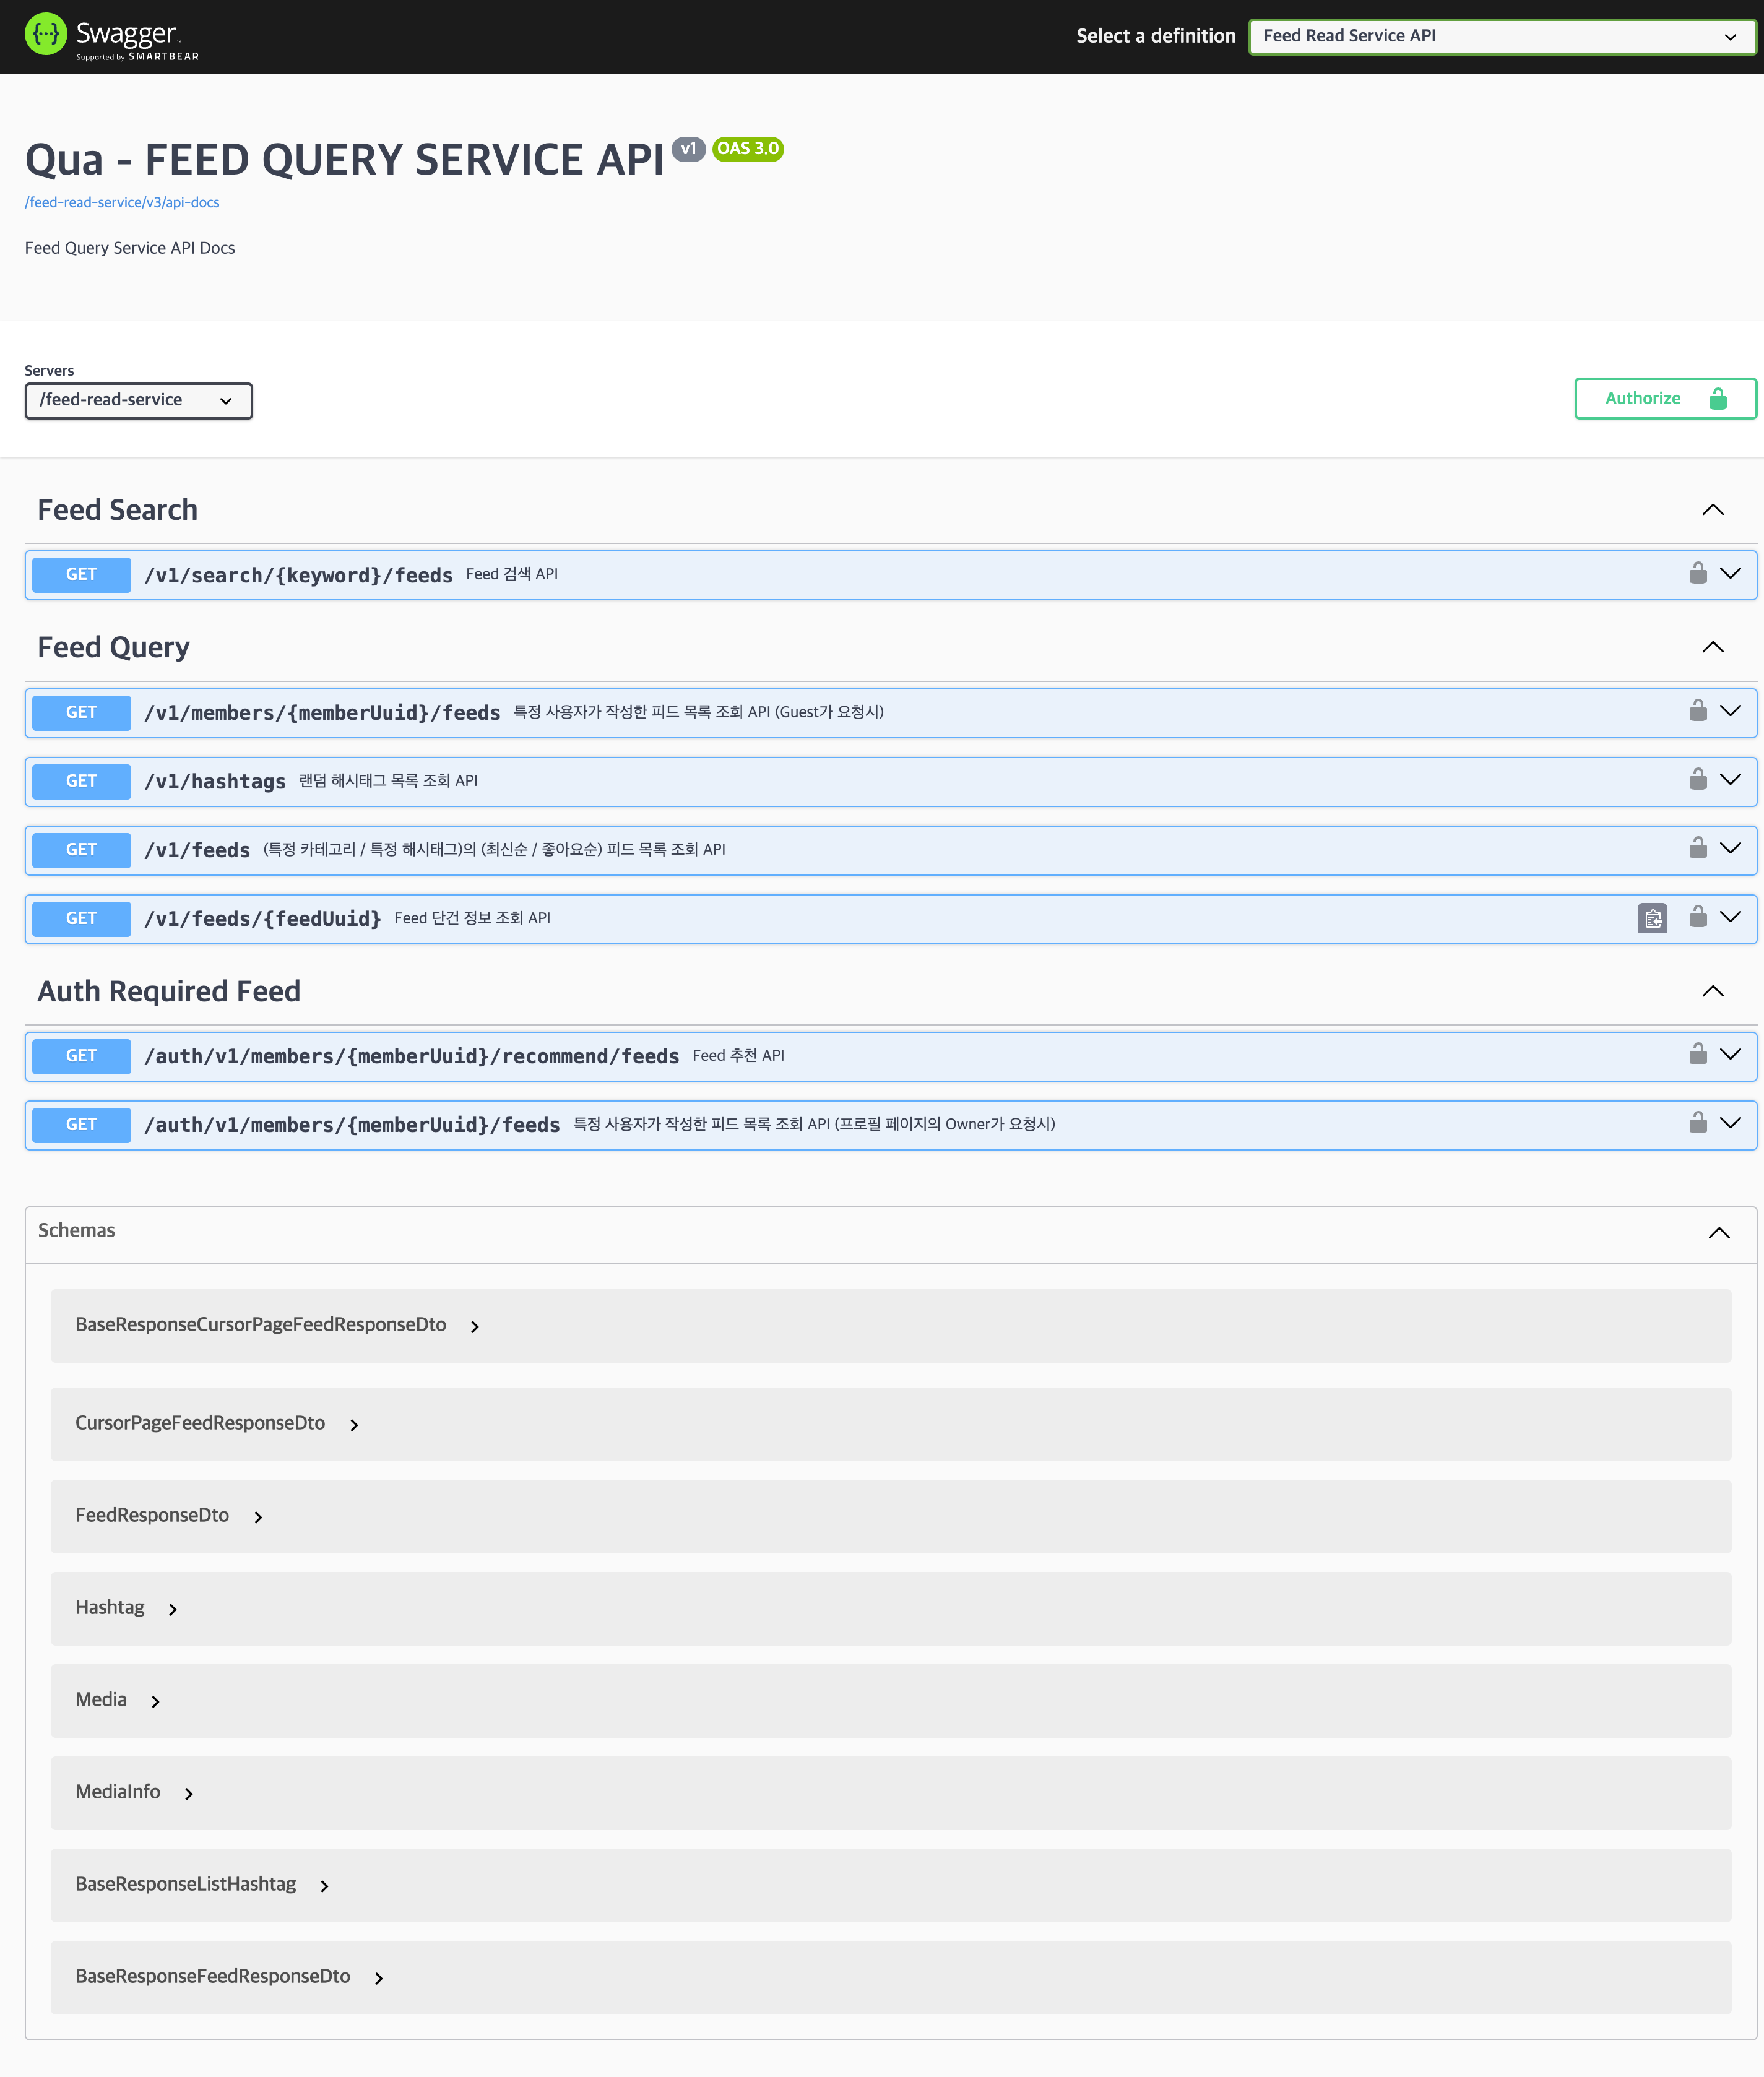 Swagger
Supported by SMARTBEAR
Select a definition
Feed Read Service API
Qua - FEED QUERY SERVICE API v1 OAS 3.0
/feed-read-service/v3/api-docs
Feed Query Service API Docs
Servers
/feed-read-service
Authorize
Feed Search
GET /v1/search/{keyword}/feeds Feed 검색 API
Feed Query
GET /v1/members/{memberUuid}/feeds 특정 사용자가 작성한 피드 목록 조회 API (Guest가 요청시)
GET /v1/hashtags 랜덤 해시태그 목록 조회 API
GET /v1/feeds (특정 카테고리 / 특정 해시태그)의 (최신순 / 좋아요순) 피드 목록 조회 API
GET /v1/feeds/{feedUuid} Feed 단건 정보 조회 API
Auth Required Feed
GET /auth/v1/members/{memberUuid}/recommend/feeds Feed 추천 API
GET /auth/v1/members/{memberUuid}/feeds 특정 사용자가 작성한 피드 목록 조회 API (프로필 페이지의 Owner가 요청시)
Schemas
BaseResponseCursorPageFeedResponseDto
CursorPageFeedResponseDto
FeedResponseDto
Hashtag
Media
MediaInfo
BaseResponseListHashtag
BaseResponseFeedResponseDto